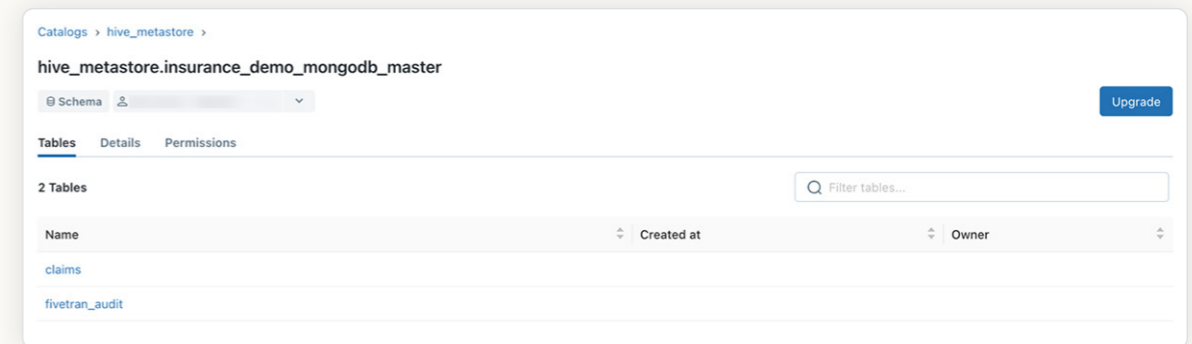 Catalogs > hive_metastore >
hive_metastore.insurance_demo_mongodb_master
Schema
Upgrade
Tables Details Permissions
2 Tables
Filter tables...
Name Created at Owner
claims
fivetran_audit